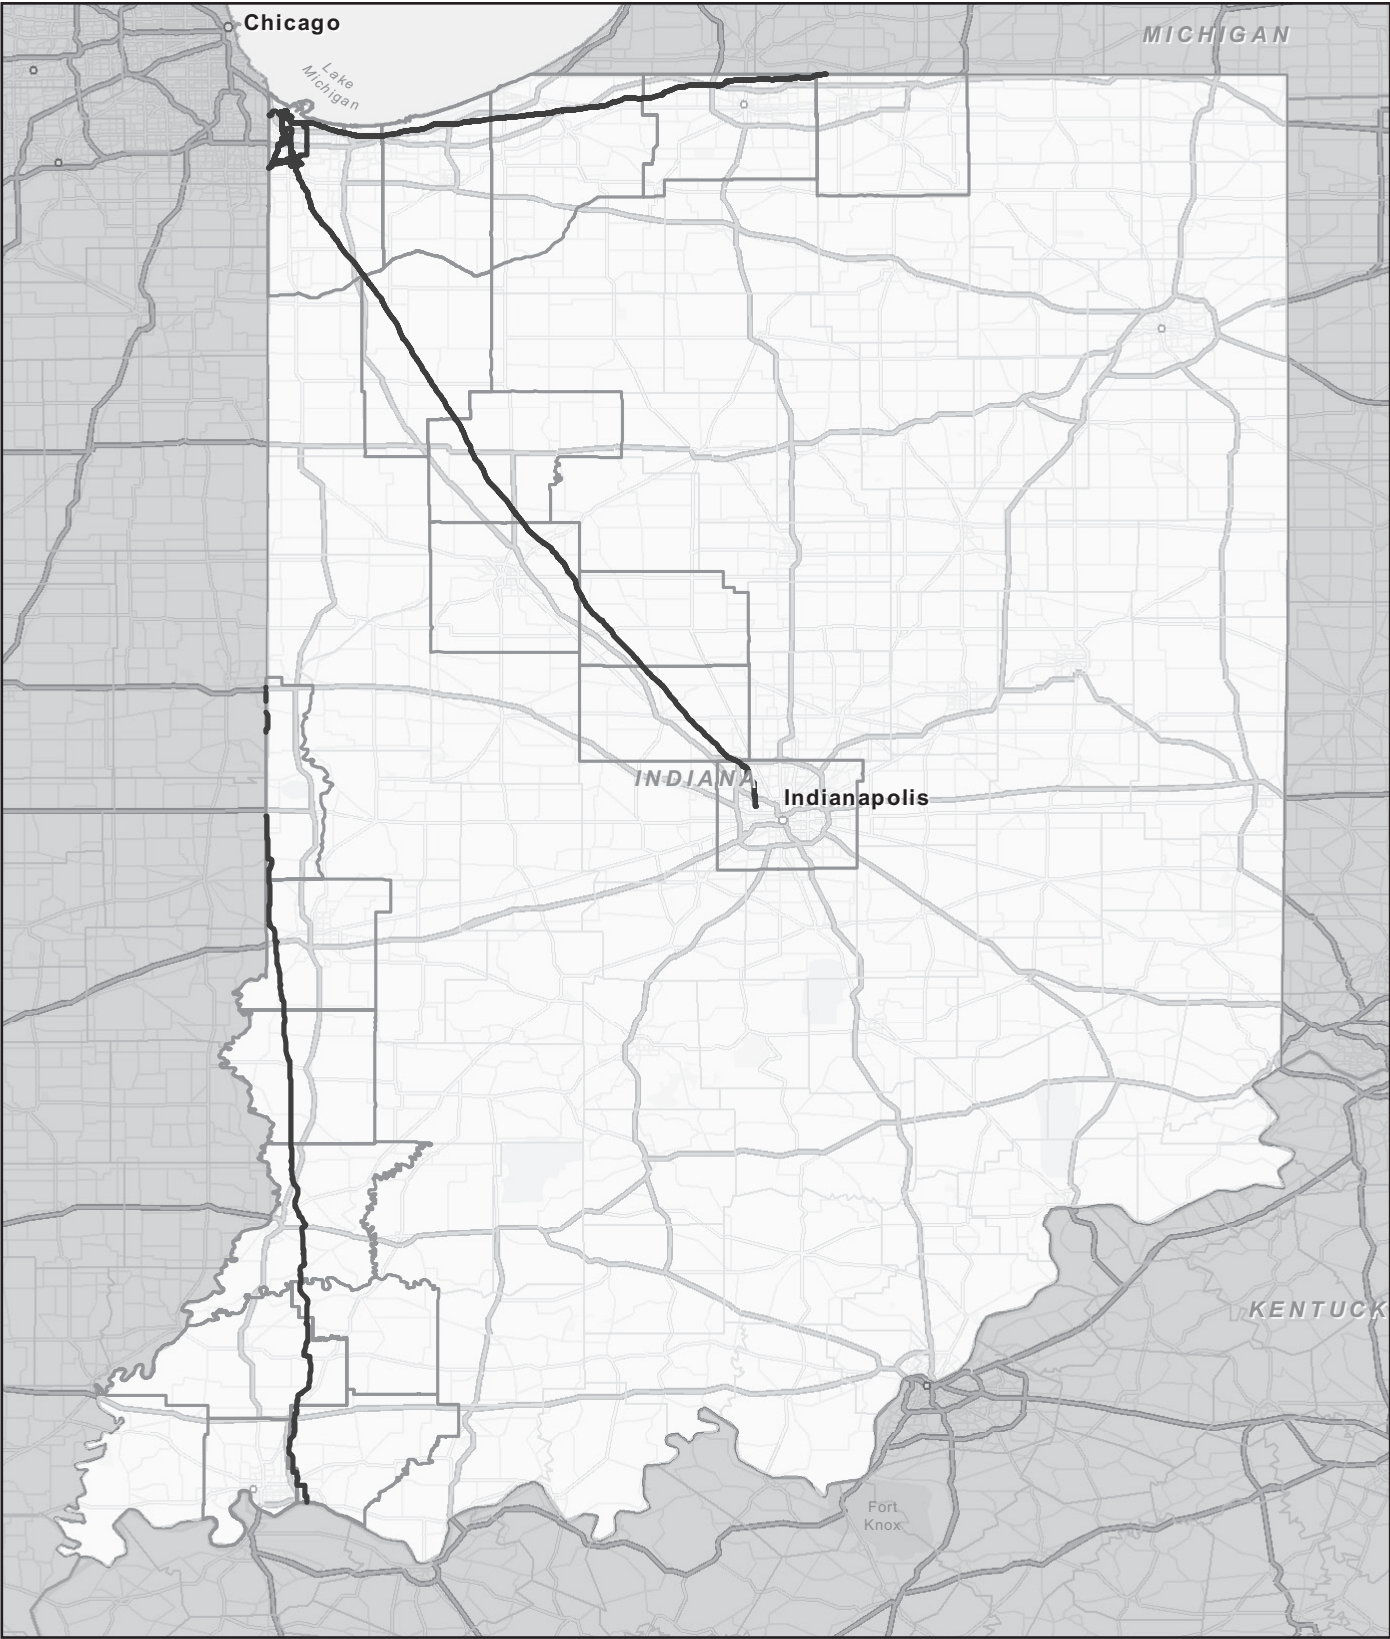 Chicago
MICHIGAN
Lake
Michigan
INDIANA
Indianapolis
KENTUCK
Fort
Knox